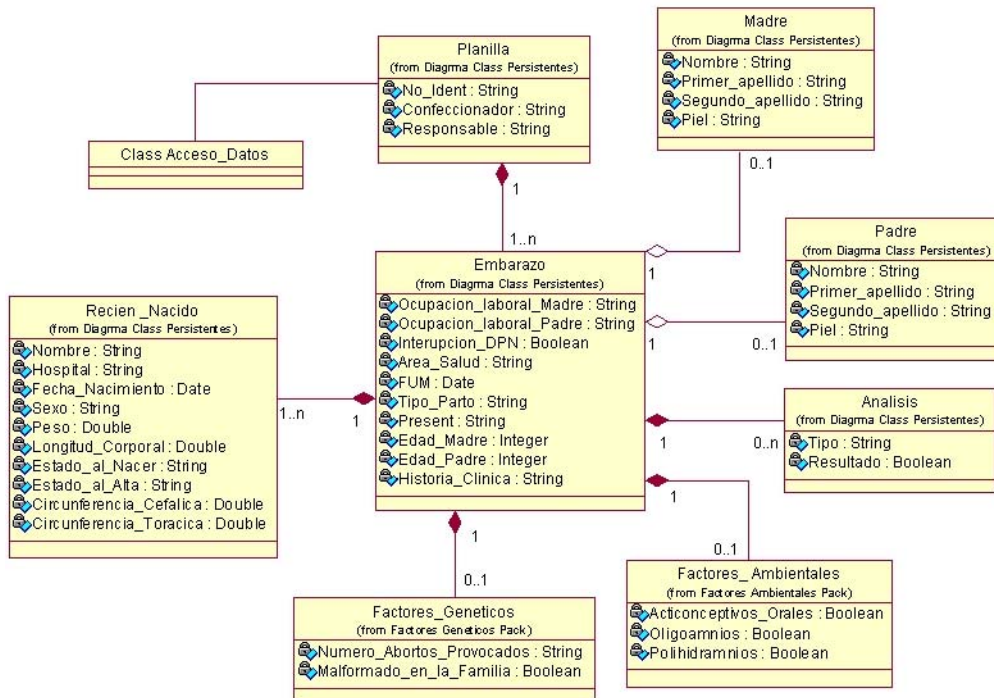 Madre
(from Diagrma Class Persistentes)
Nombre : String
Primer_apellido : String
Segundo_apellido : String
Piel : String
0..1
Planilla
(from Diagrma Class Persistentes)
No_Ident : String
Confeccionador : String
Responsable : String
1
1..n
Class Acceso_Datos
Embarazo
(from Diagrma Class Persistentes)
Ocupacion_laboral_Madre : String
Ocupacion_laboral_Padre : String
Interupcion_DPN : Boolean
Area_Salud : String
FUM : Date
Tipo_Parto : String
Present : String
Edad_Madre : Integer
Edad_Padre : Integer
Historia_Clinica : String
1
1
0..1
Padre
(from Diagrma Class Persistentes)
Nombre : String
Primer_apellido : String
Segundo_apellido : String
Piel : String
Recien _Nacido
(from Diagrma Class Persistentes)
Nombre : String
Hospital : String
Fecha_Nacimiento : Date
Sexo : String
Peso : Double
Longitud_Corporal : Double
Estado_al_Nacer : String
Estado_al_Alta : String
Circunferencia_Cefalica : Double
Circunferencia_Toracica : Double
1..n
1
1
0..n
Analisis
(from Diagrma Class Persistentes)
Tipo : String
Resultado : Boolean
1
0..1
Factores_ Ambientales
(from Factores Ambientales Pack)
Acticonceptivos_Orales : Boolean
Oligoamnios : Boolean
Polihidramnios : Boolean
1
0..1
Factores_Geneticos
(from Factores Geneticos Pack)
Numero_Abortos_Provocados : String
Malformado_en_la_Familia : Boolean